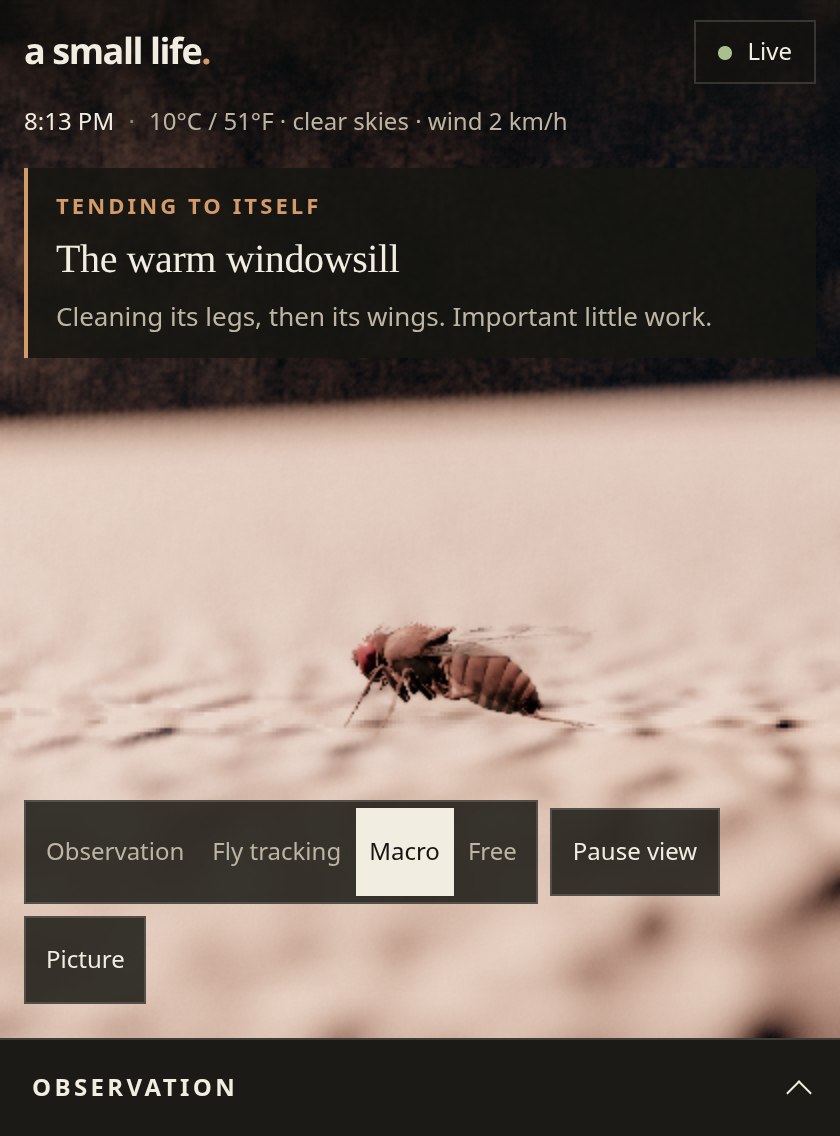 a small life.
Live
8:13 PM · 10°C / 51°F · clear skies · wind 2 km/h
TENDING TO ITSELF
The warm windowsill
Cleaning its legs, then its wings. Important little work.
Observation Fly tracking Macro Free Pause view
Picture
OBSERVATION